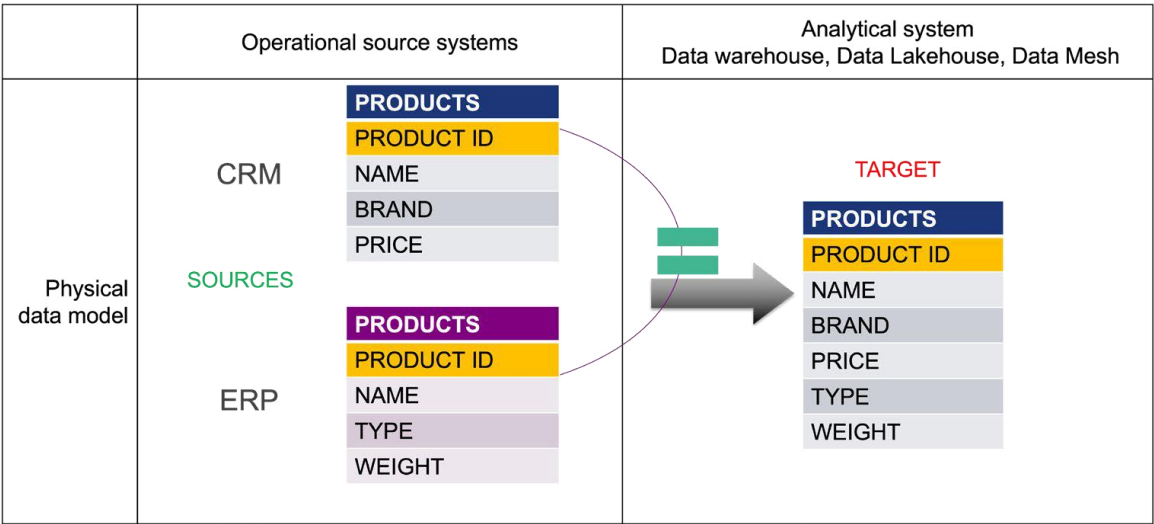 Operational source systems
Analytical system
Data warehouse, Data Lakehouse, Data Mesh
Physical
data model
CRM
SOURCES
ERP
PRODUCTS
PRODUCT ID
NAME
BRAND
PRICE
PRODUCTS
PRODUCT ID
NAME
TYPE
WEIGHT
TARGET
PRODUCTS
PRODUCT ID
NAME
BRAND
PRICE
TYPE
WEIGHT